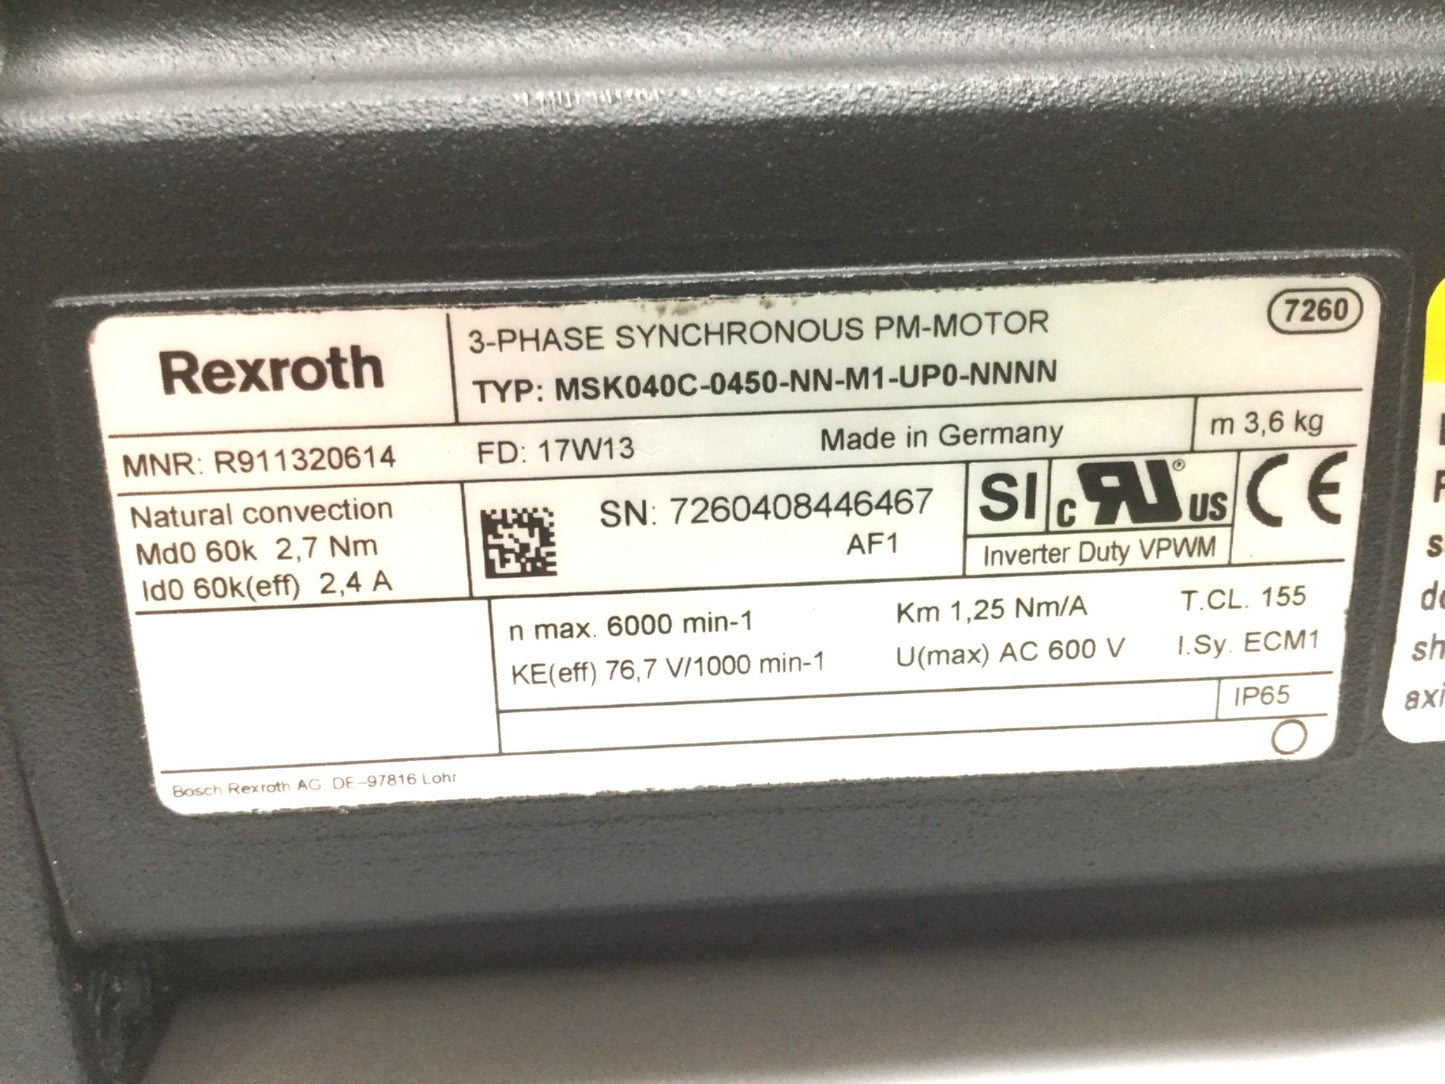 Rexroth
3-PHASE SYNCHRONOUS PM-MOTOR
7260
TYP: MSK040C-0450-NN-M1-UP0-NNNN
MNR: R911320614
FD: 17W13
Made in Germany
m 3,6 kg
Natural convection
Md0 60k 2,7 Nm
Id0 60k(eff) 2,4 A
SN: 7260408446467
AF1
SI
c RU® US
CE
Inverter Duty VPWM
n max. 6000 min-1
Km 1,25 Nm/A
T.CL. 155
KE(eff) 76,7 V/1000 min-1
U(max) AC 600 V
I.Sy. ECM1
IP65
Bosch Rexroth AG. DE-97816 Lohr
sh
axi